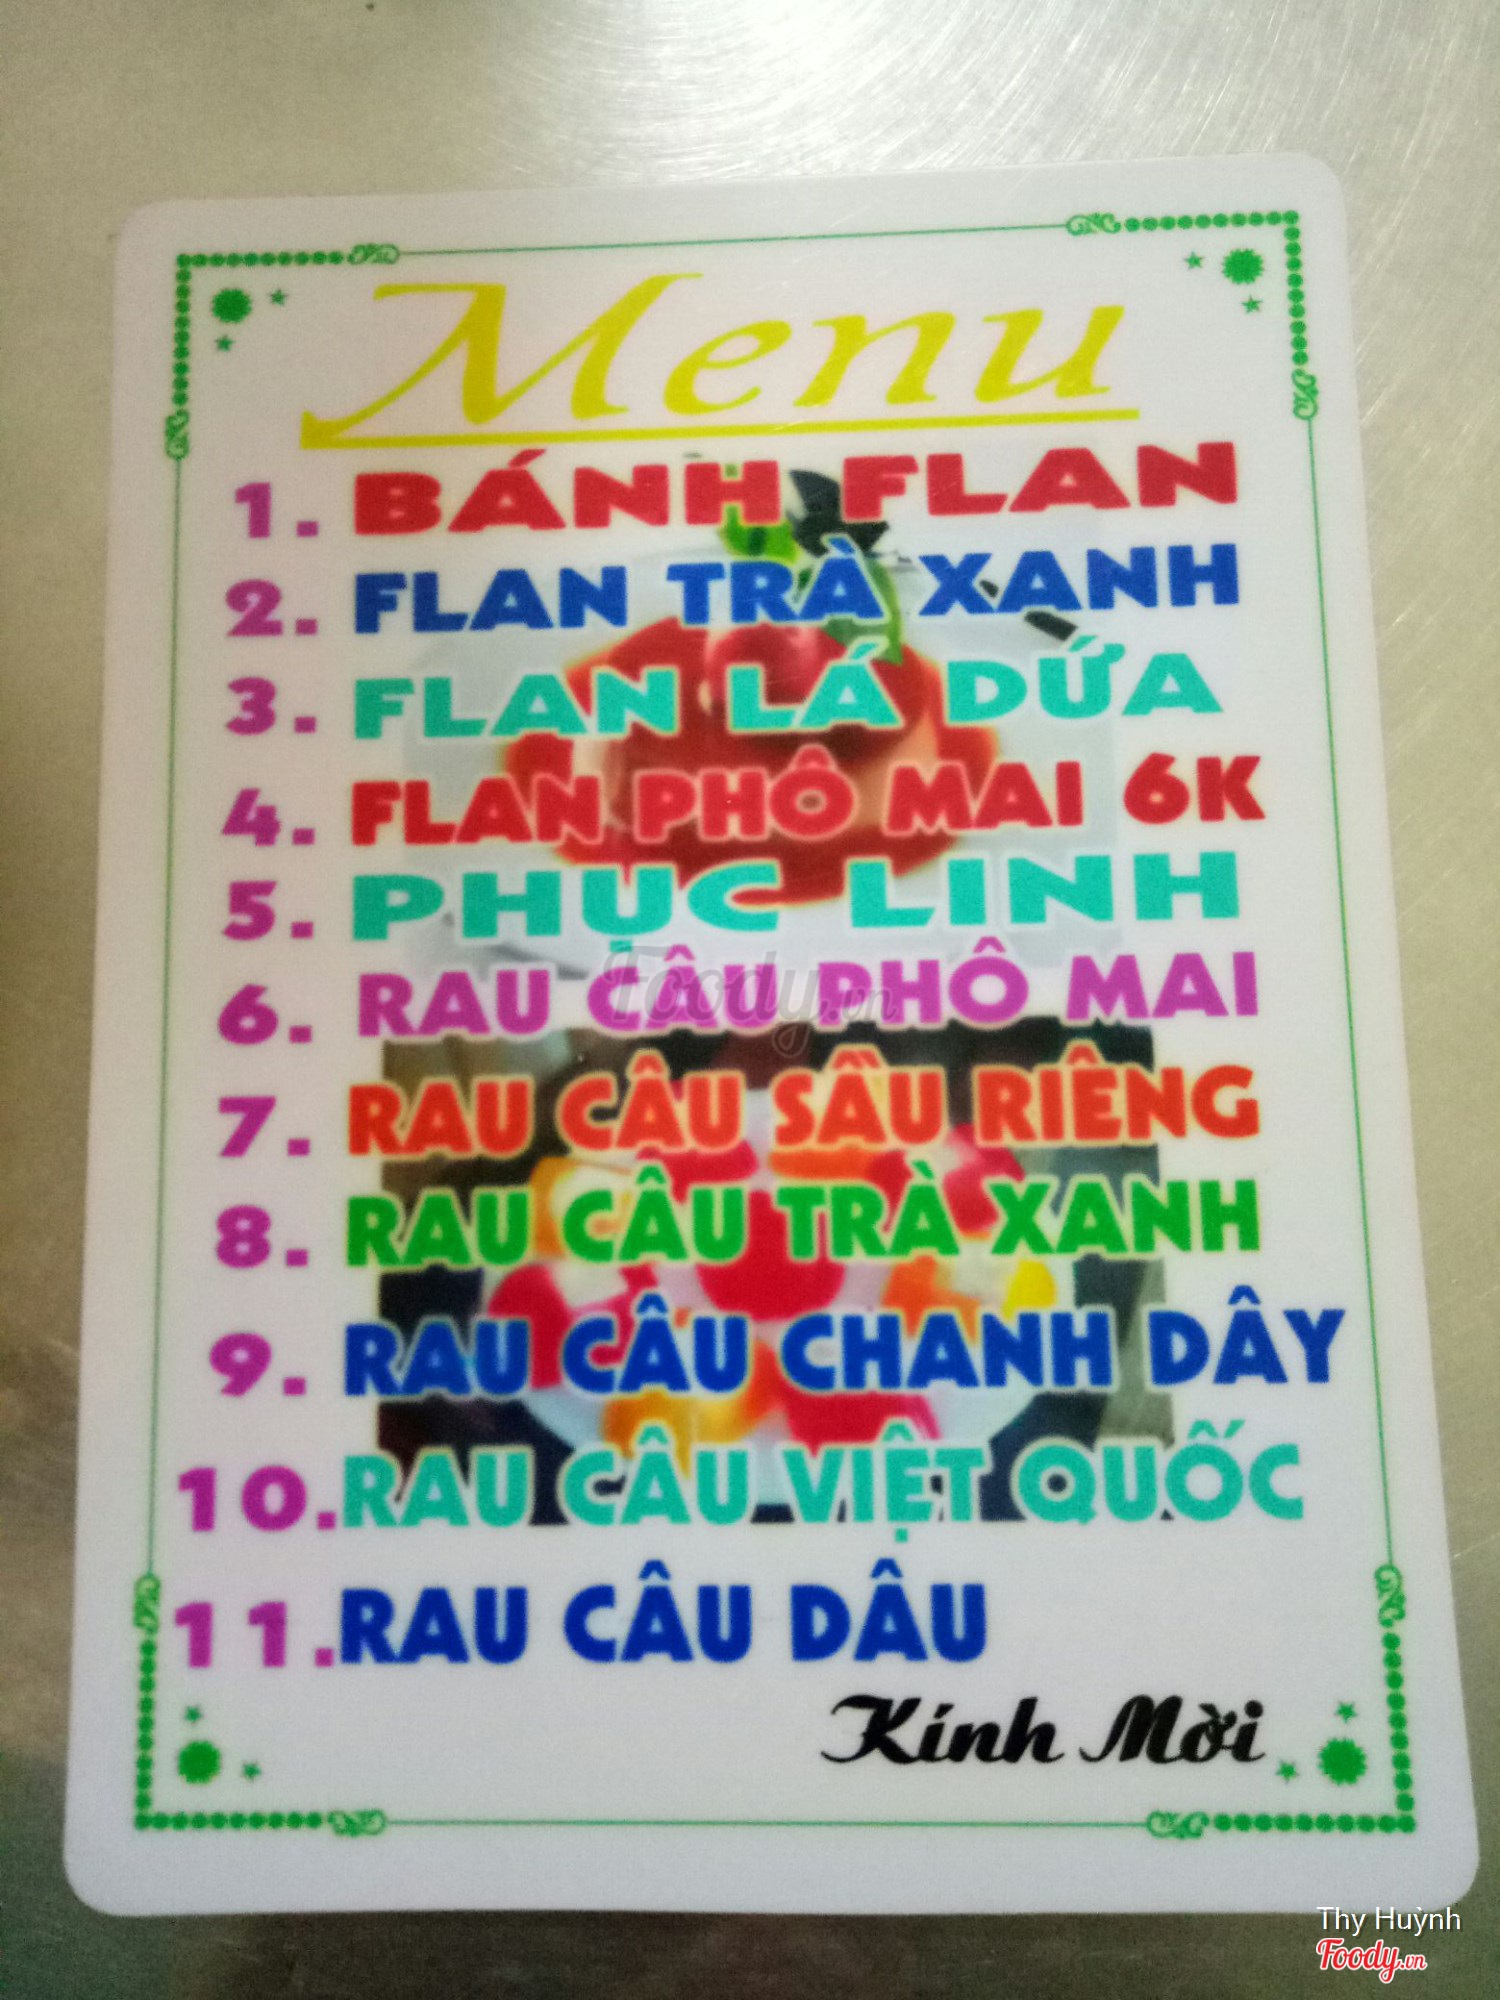 Menu
1. BÁNH FLAN
2. FLAN TRÀ XANH
3. FLAN LÁ DỨA
4. FLAN PHÔ MAI 6K
5. PHỤC LINH
6. RAU CÂU PHÔ MAI
Foody.vn
7. RAU CÂU SẦU RIÊNG
8. RAU CÂU TRÀ XANH
9. RAU CÂU CHANH DÂY
10. RAU CÂU VIỆT QUỐC
11. RAU CÂU DÂU
Kính Mời
Thy Huỳnh
Foody.vn